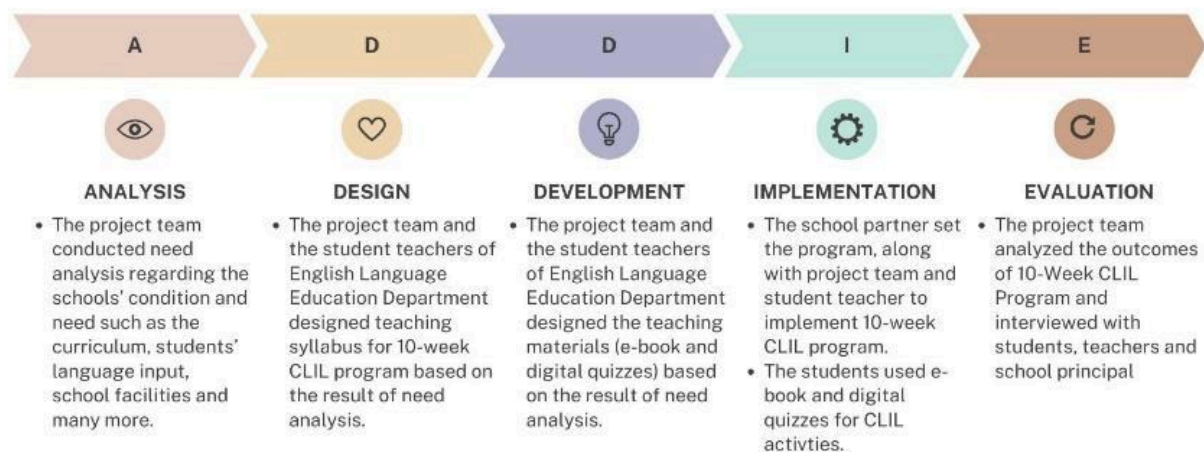 A
D
D
I
E
ANALYSIS
• The project team
conducted need
analysis regarding the
schools' condition and
need such as the
curriculum, students'
language input,
school facilities and
many more.
DESIGN
• The project team and
the student teachers of
English Language
Education Department
designed teaching
syllabus for 10-week
CLIL program based on
the result of need
analysis.
DEVELOPMENT
• The project team and
the student teachers
of English Language
Education Department
designed the teaching
materials (e-book and
digital quizzes) based
on the result of need
analysis.
IMPLEMENTATION
• The school partner set
the program, along
with project team and
student teacher to
implement 10-week
CLIL program.
• The students used e-
book and digital
quizzes for CLIL
activties.
EVALUATION
• The project team
analyzed the outcomes
of 10-Week CLIL
Program and
interviewed with
students, teachers and
school principal